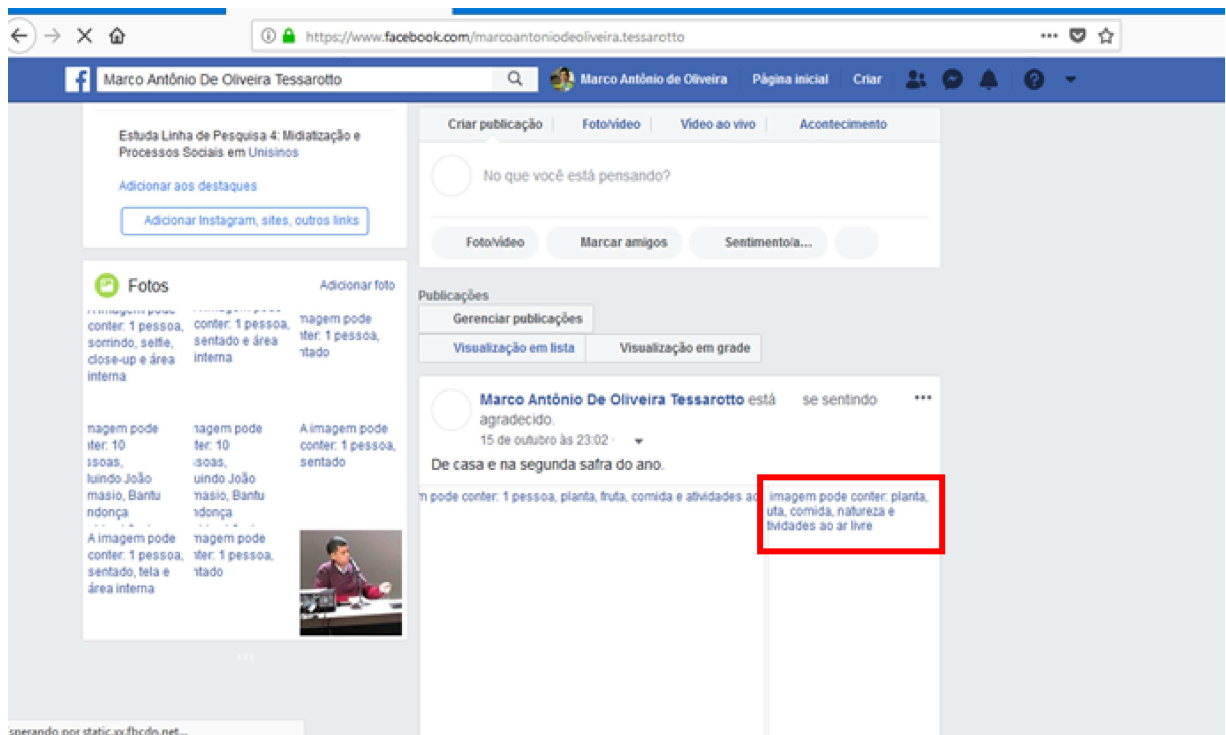 https://www.facebook.com/marcoantoniodeoliveira.tessarotto
Marco Antônio De Oliveira Tessarotto
Marco Antônio de Oliveira
Página inicial
Criar
Estuda Linha de Pesquisa 4: Midiatização e
Processos Sociais em Unisinos
Adicionar aos destaques
Adicionar Instagram, sites, outros links
Fotos
Adicionar foto
A imagem pode
conter: 1 pessoa,
sorrindo, selfie,
close-up e área
interna
conter: 1 pessoa,
sentado e área
interna
nagem pode
nter: 1 pessoa,
ntado
nagem pode
nter: 10
ssoas,
luindo João
masio, Bantu
ndonça
nagem pode
ter: 10
soas,
uindo João
nasio, Bantu
ndonça
A imagem pode
conter: 1 pessoa,
sentado
A imagem pode
conter: 1 pessoa,
sentado, tela e
área interna
nagem pode
nter: 1 pessoa,
ntado
Criar publicação
Foto/vídeo
Vídeo ao vivo
Acontecimento
No que você está pensando?
Foto/vídeo
Marcar amigos
Sentimento/a...
Publicações
Gerenciar publicações
Visualização em lista
Visualização em grade
Marco Antônio De Oliveira Tessarotto está se sentindo
agradecido.
15 de outubro às 23:02 ·
De casa e na segunda safra do ano.
m pode conter: 1 pessoa, planta, fruta, comida e atividades ao
imagem pode conter: planta,
uta, comida, natureza e
tividades ao ar livre
sperando por static.xx.fbcdn.net...